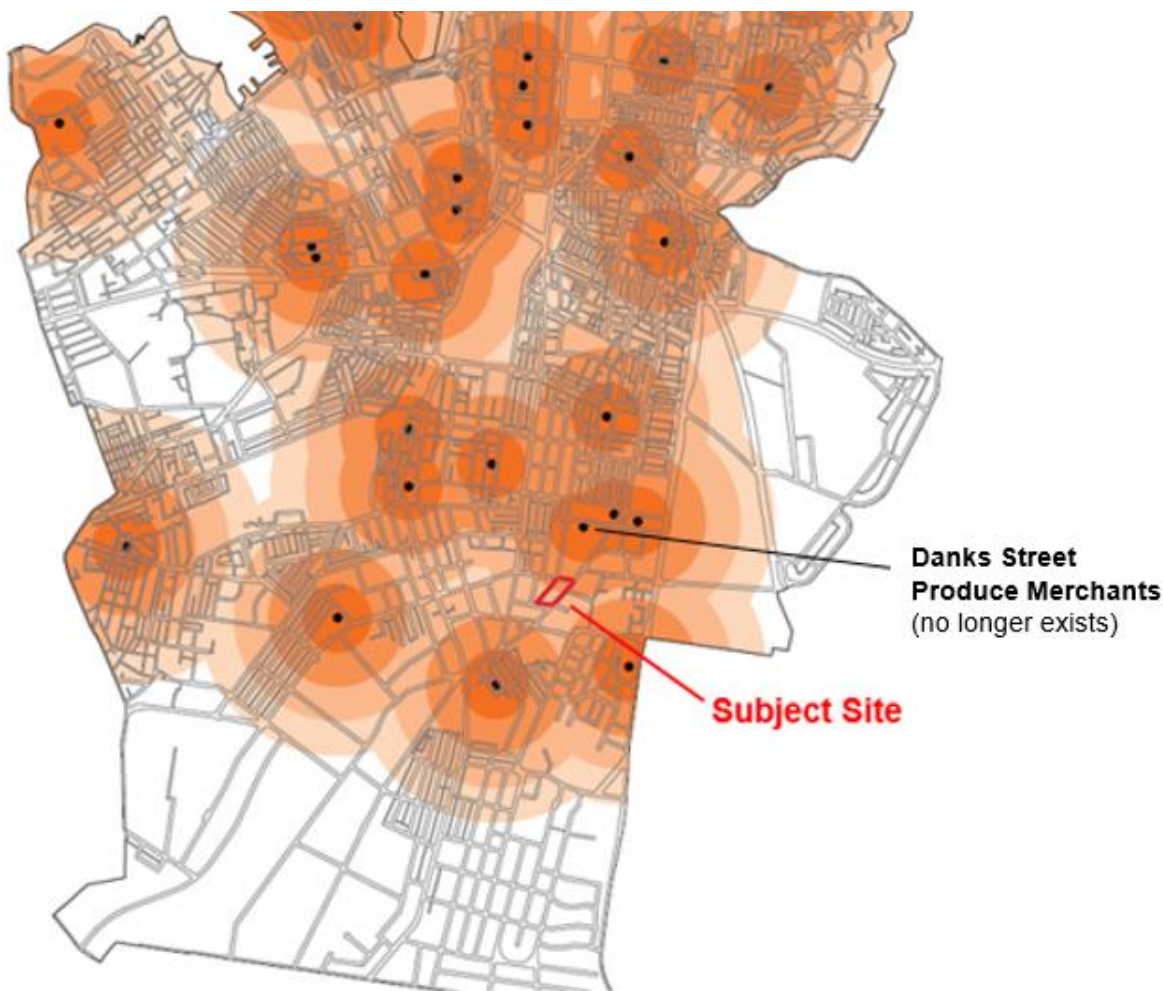 Danks Street
Produce Merchants
(no longer exists)
Subject Site